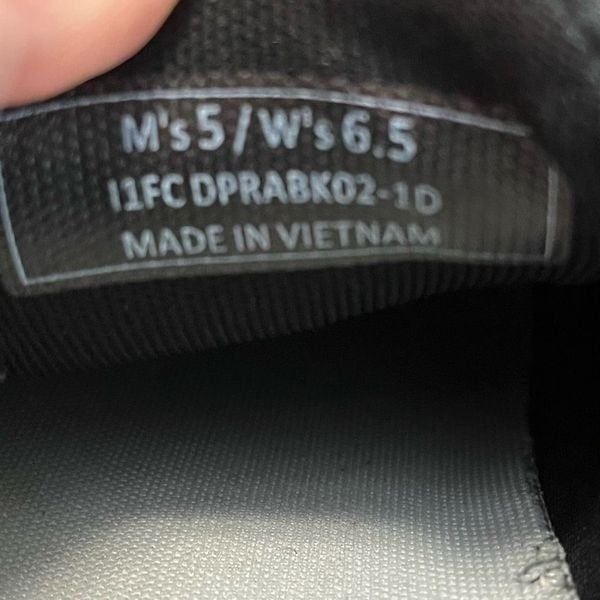 M's 5 / W's 6.5
I1FC DPRABK02-1D
MADE IN VIETNAM